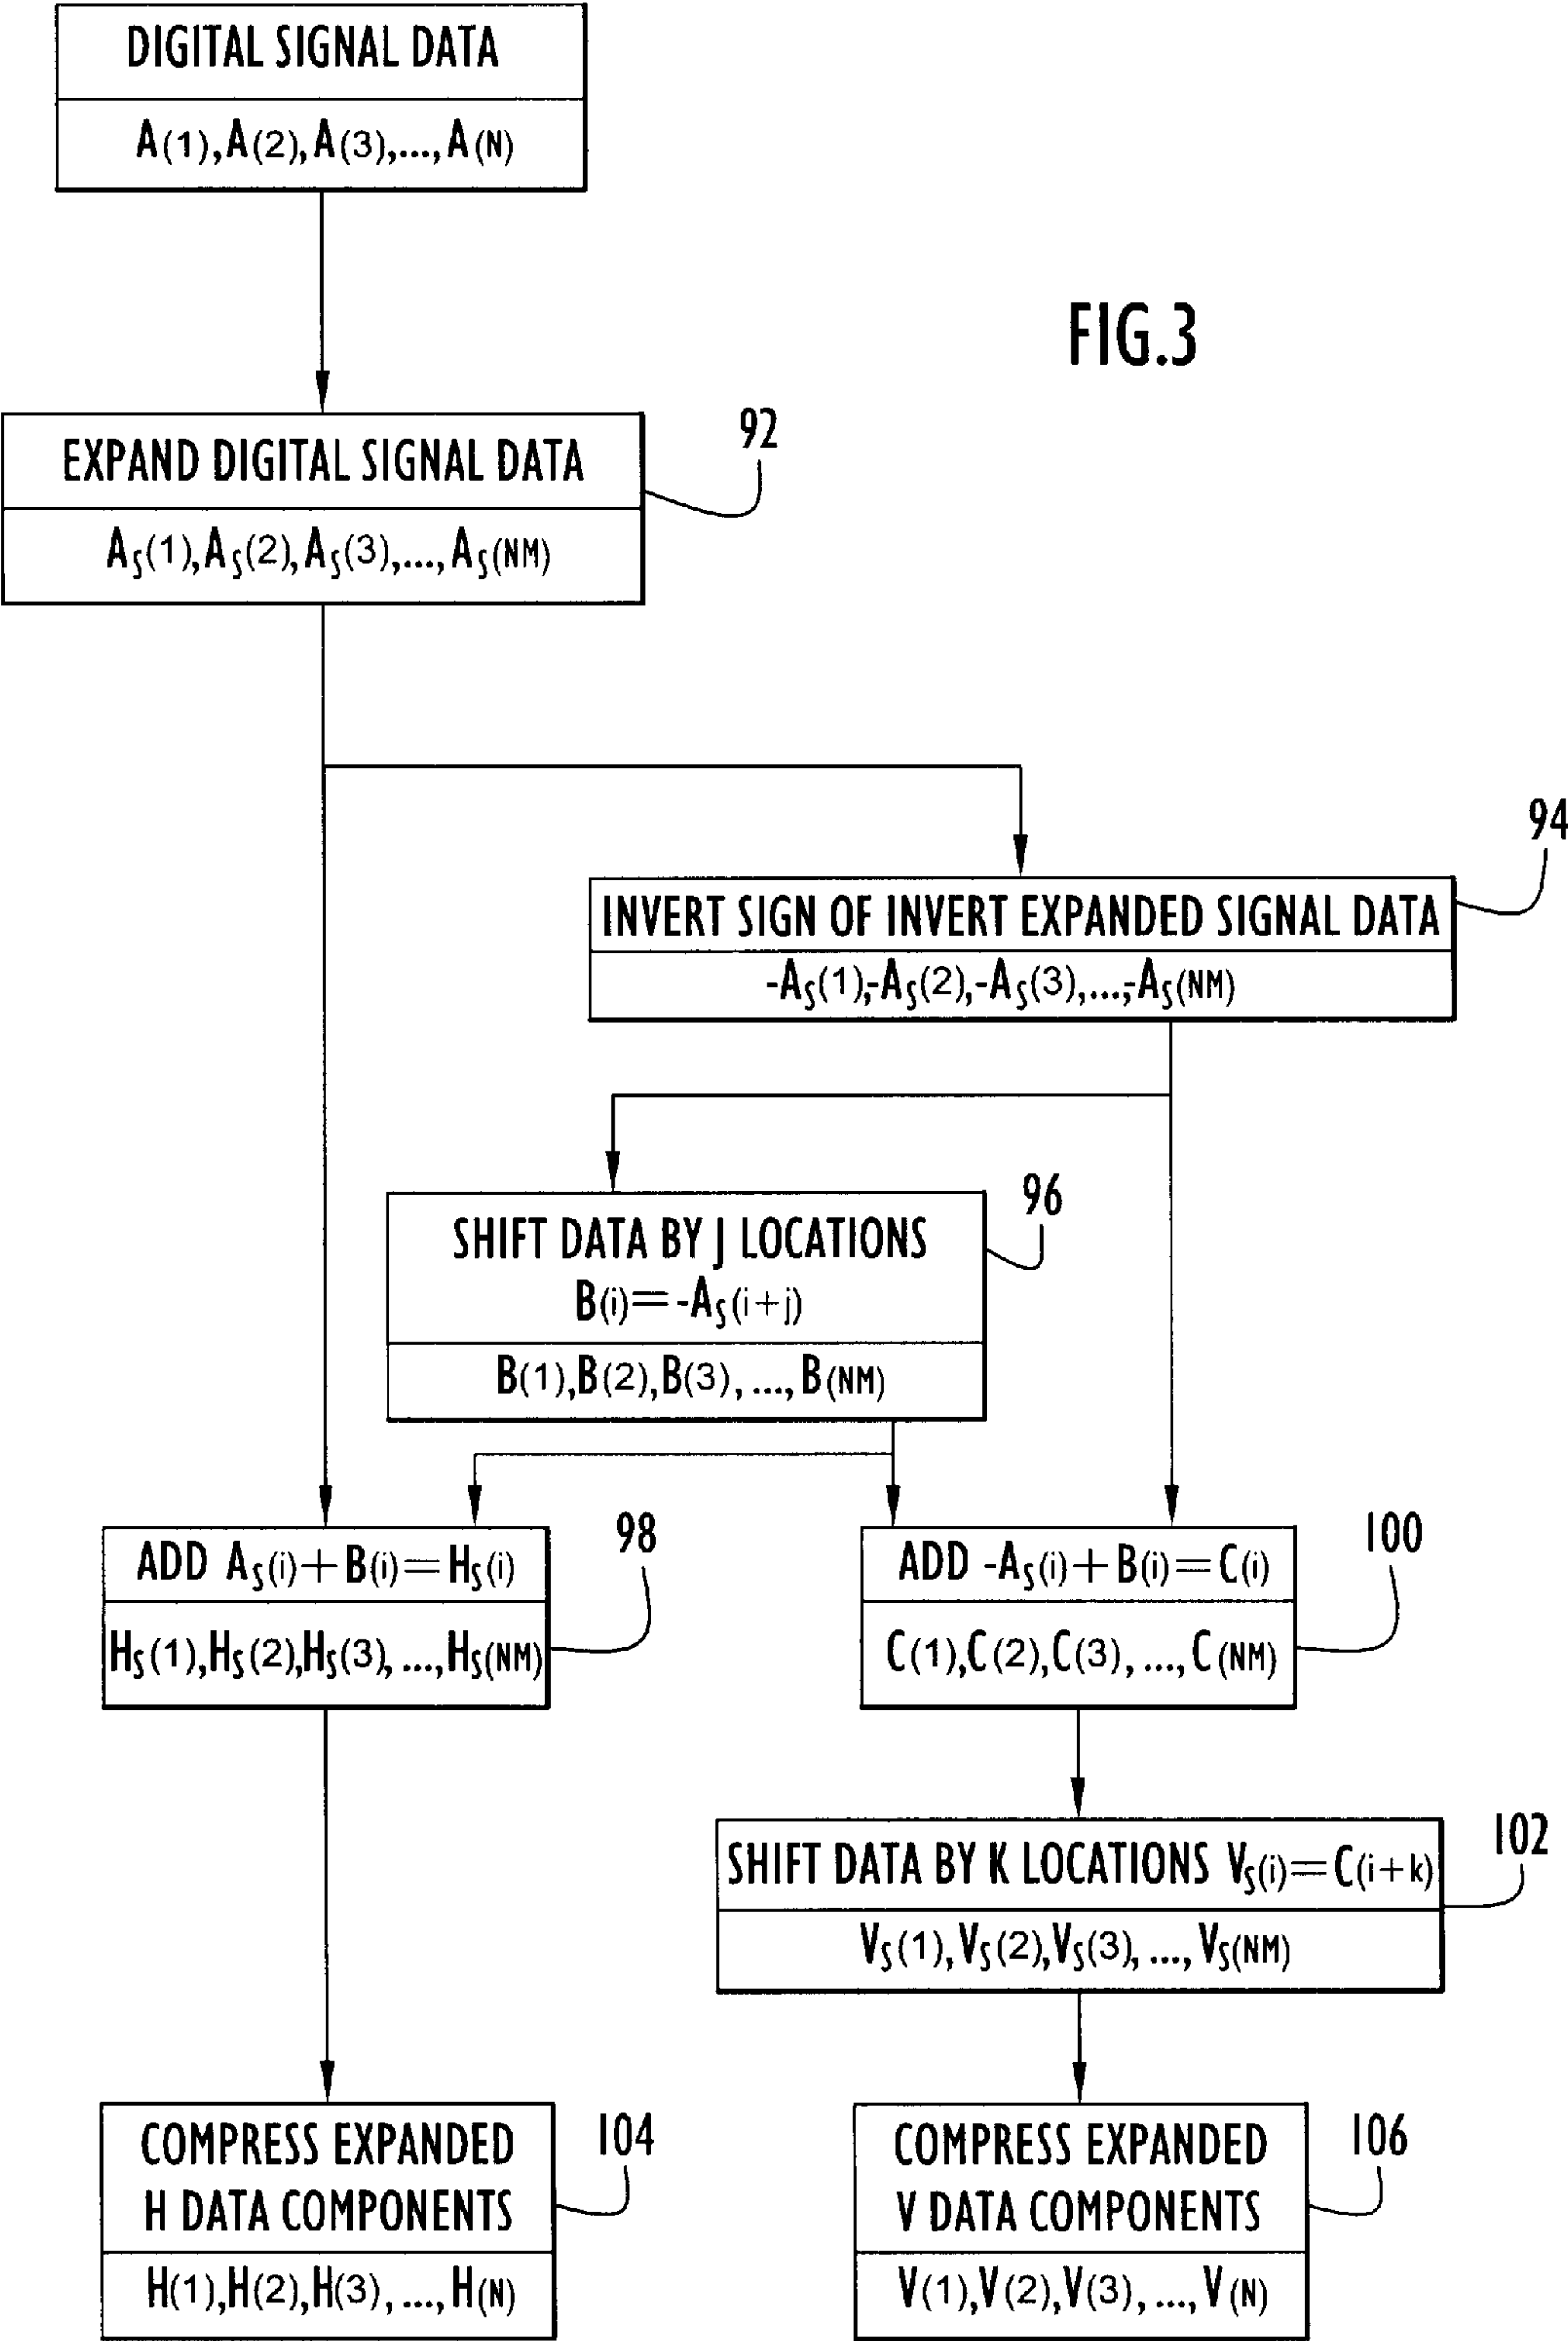 DIGITAL SIGNAL DATA
A(1),A(2),A(3),...,A(N)
FIG.3
92
EXPAND DIGITAL SIGNAL DATA
AS(1),AS(2),AS(3),...,AS(NM)
94
INVERT SIGN OF INVERT EXPANDED SIGNAL DATA
-AS(1),-AS(2),-AS(3),...,-AS(NM)
96
SHIFT DATA BY J LOCATIONS
B(i)=-AS(i+j)
B(1),B(2),B(3),...,B(NM)
98
ADD AS(i)+B(i)=HS(i)
HS(1),HS(2),HS(3),...,HS(NM)
100
ADD -AS(i)+B(i)=C(i)
C(1),C(2),C(3),...,C(NM)
102
SHIFT DATA BY K LOCATIONS VS(i)=C(i+k)
VS(1),VS(2),VS(3),...,VS(NM)
104
COMPRESS EXPANDED
H DATA COMPONENTS
H(1),H(2),H(3),...,H(N)
106
COMPRESS EXPANDED
V DATA COMPONENTS
V(1),V(2),V(3),...,V(N)